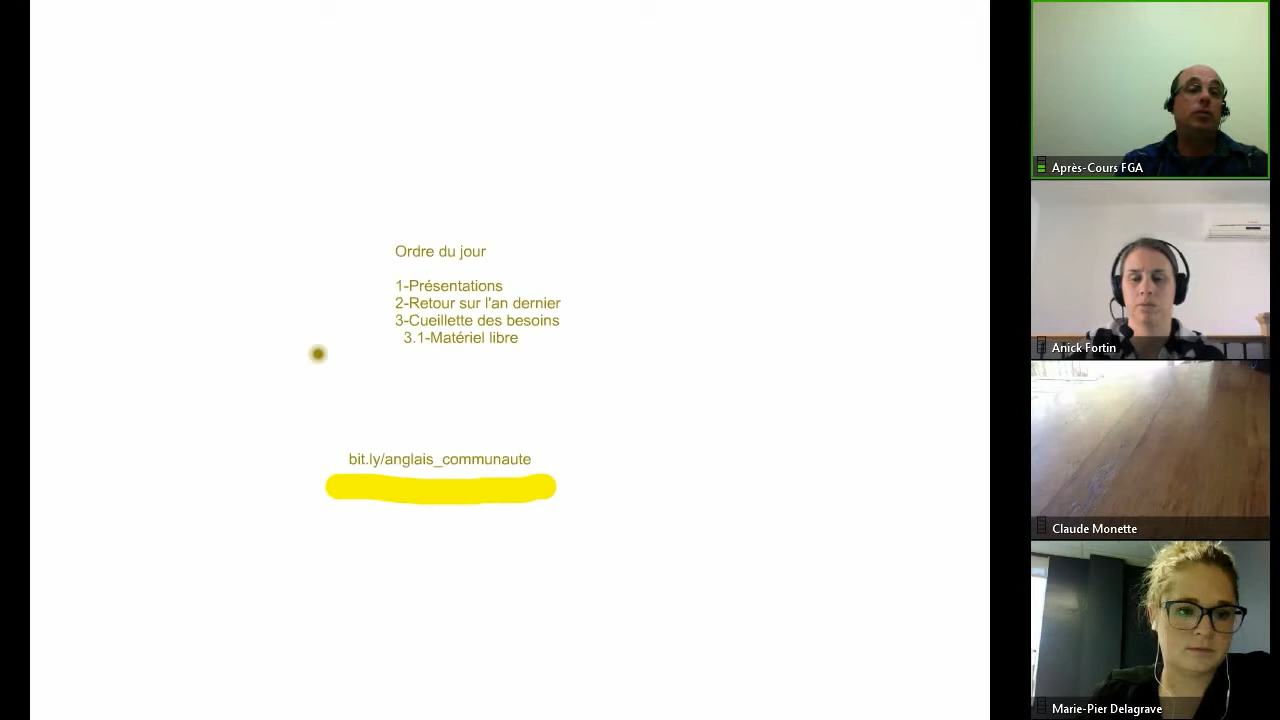 Ordre du jour
1-Présentations
2-Retour sur l'an dernier
3-Cueillette des besoins
3.1-Matériel libre
bit.ly/anglais_communaute
Après-Cours FGA
Anick Fortin
Claude Monette
Marie-Pier Delagrave